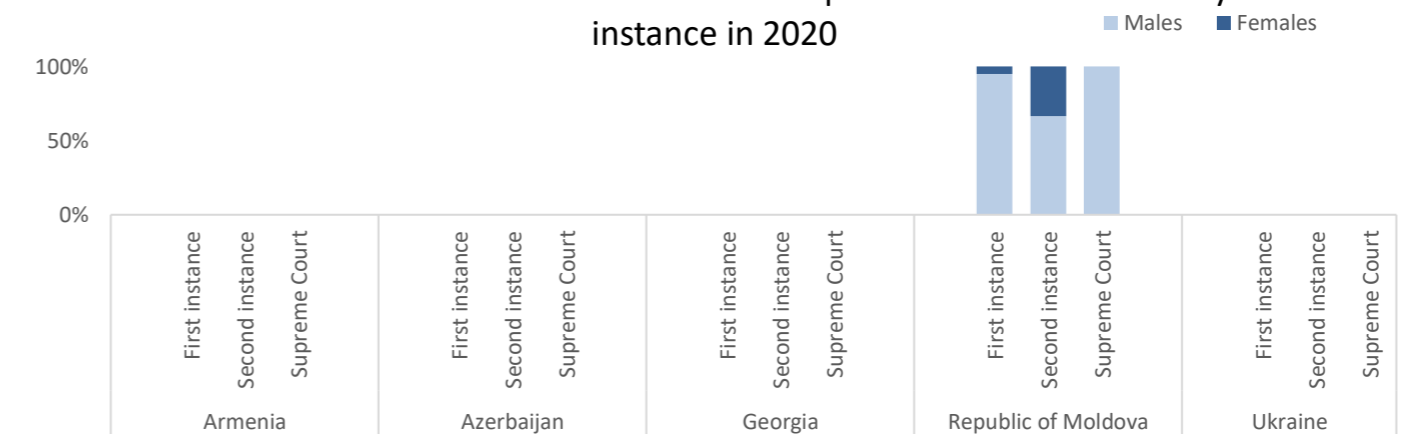 instance in 2020
Males Females
100%
50%
0%
First instance
Second instance
Supreme Court
First instance
Second instance
Supreme Court
First instance
Second instance
Supreme Court
First instance
Second instance
Supreme Court
First instance
Second instance
Supreme Court
Armenia Azerbaijan Georgia Republic of Moldova Ukraine